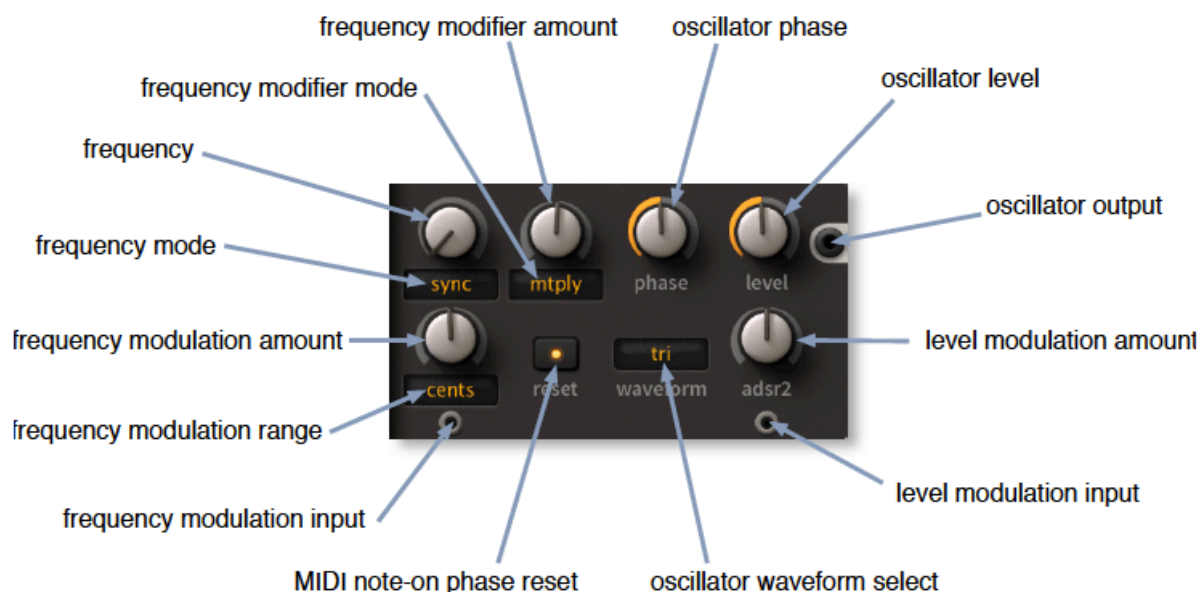 frequency modifier amount
oscillator phase
oscillator level
frequency modifier mode
frequency
oscillator output
frequency mode
sync
mtply
phase
level
frequency modulation amount
level modulation amount
tri
cents
reset
waveform
adsr2
frequency modulation range
level modulation input
frequency modulation input
MIDI note-on phase reset
oscillator waveform select